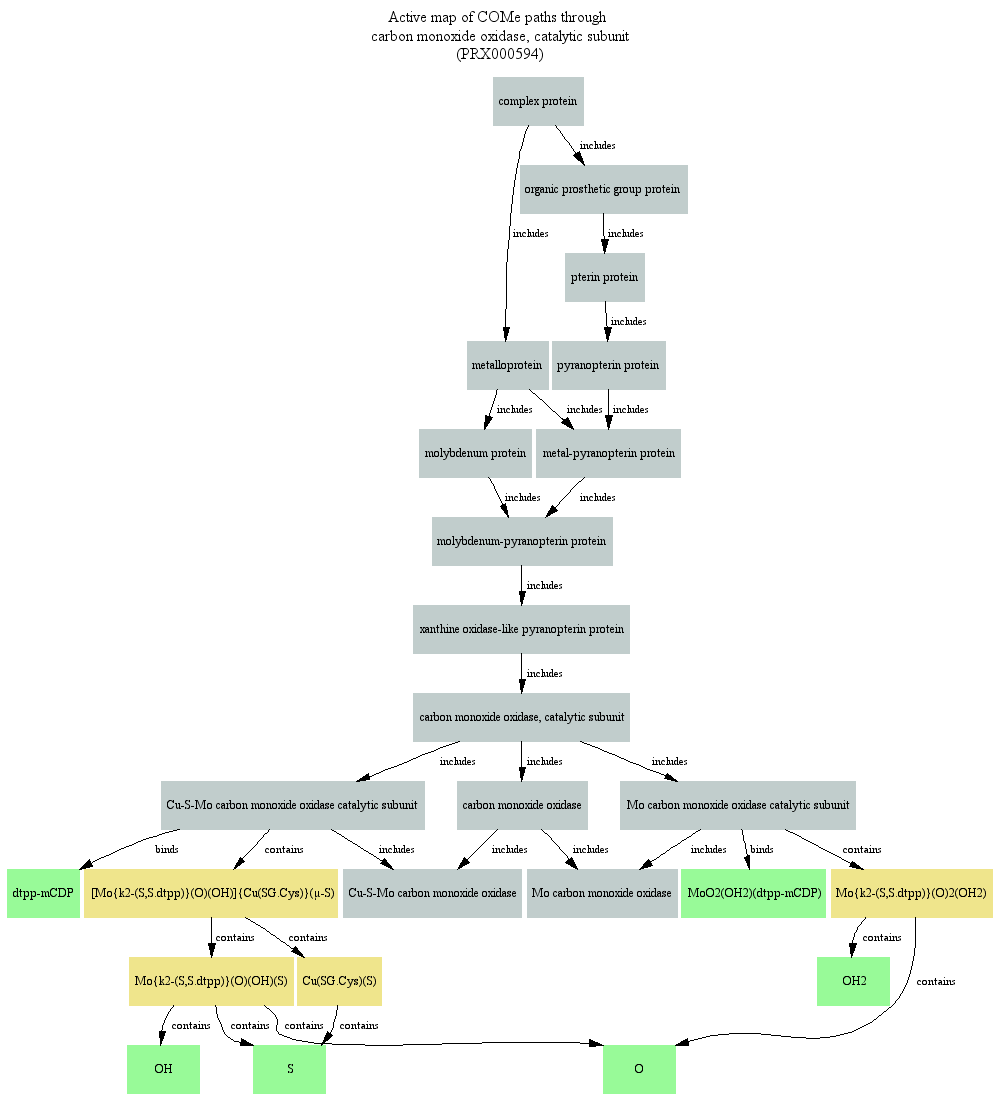 Active map of COMe paths through
carbon monoxide oxidase, catalytic subunit
(PRX000594)
complex protein
includes
organic prosthetic group protein
includes
includes
pterin protein
includes
metalloprotein
pyranopterin protein
includes
includes
includes
molybdenum protein
metal-pyranopterin protein
includes
includes
molybdenum-pyranopterin protein
includes
xanthine oxidase-like pyranopterin protein
includes
carbon monoxide oxidase, catalytic subunit
includes
includes
includes
Cu-S-Mo carbon monoxide oxidase catalytic subunit
carbon monoxide oxidase
Mo carbon monoxide oxidase catalytic subunit
binds
contains
includes
includes
includes
includes
binds
contains
dtpp-mCDP
[Mo{k2-(S,S.dtpp)}(O)(OH)]{Cu(SG.Cys)}(μ-S)
Cu-S-Mo carbon monoxide oxidase
Mo carbon monoxide oxidase
MoO2(OH2)(dtpp-mCDP)
Mo{k2-(S,S.dtpp)}(O)2(OH2)
contains
contains
contains
Mo{k2-(S,S.dtpp)}(O)(OH)(S)
Cu(SG.Cys)(S)
OH2
contains
contains
contains
contains
contains
OH
S
O